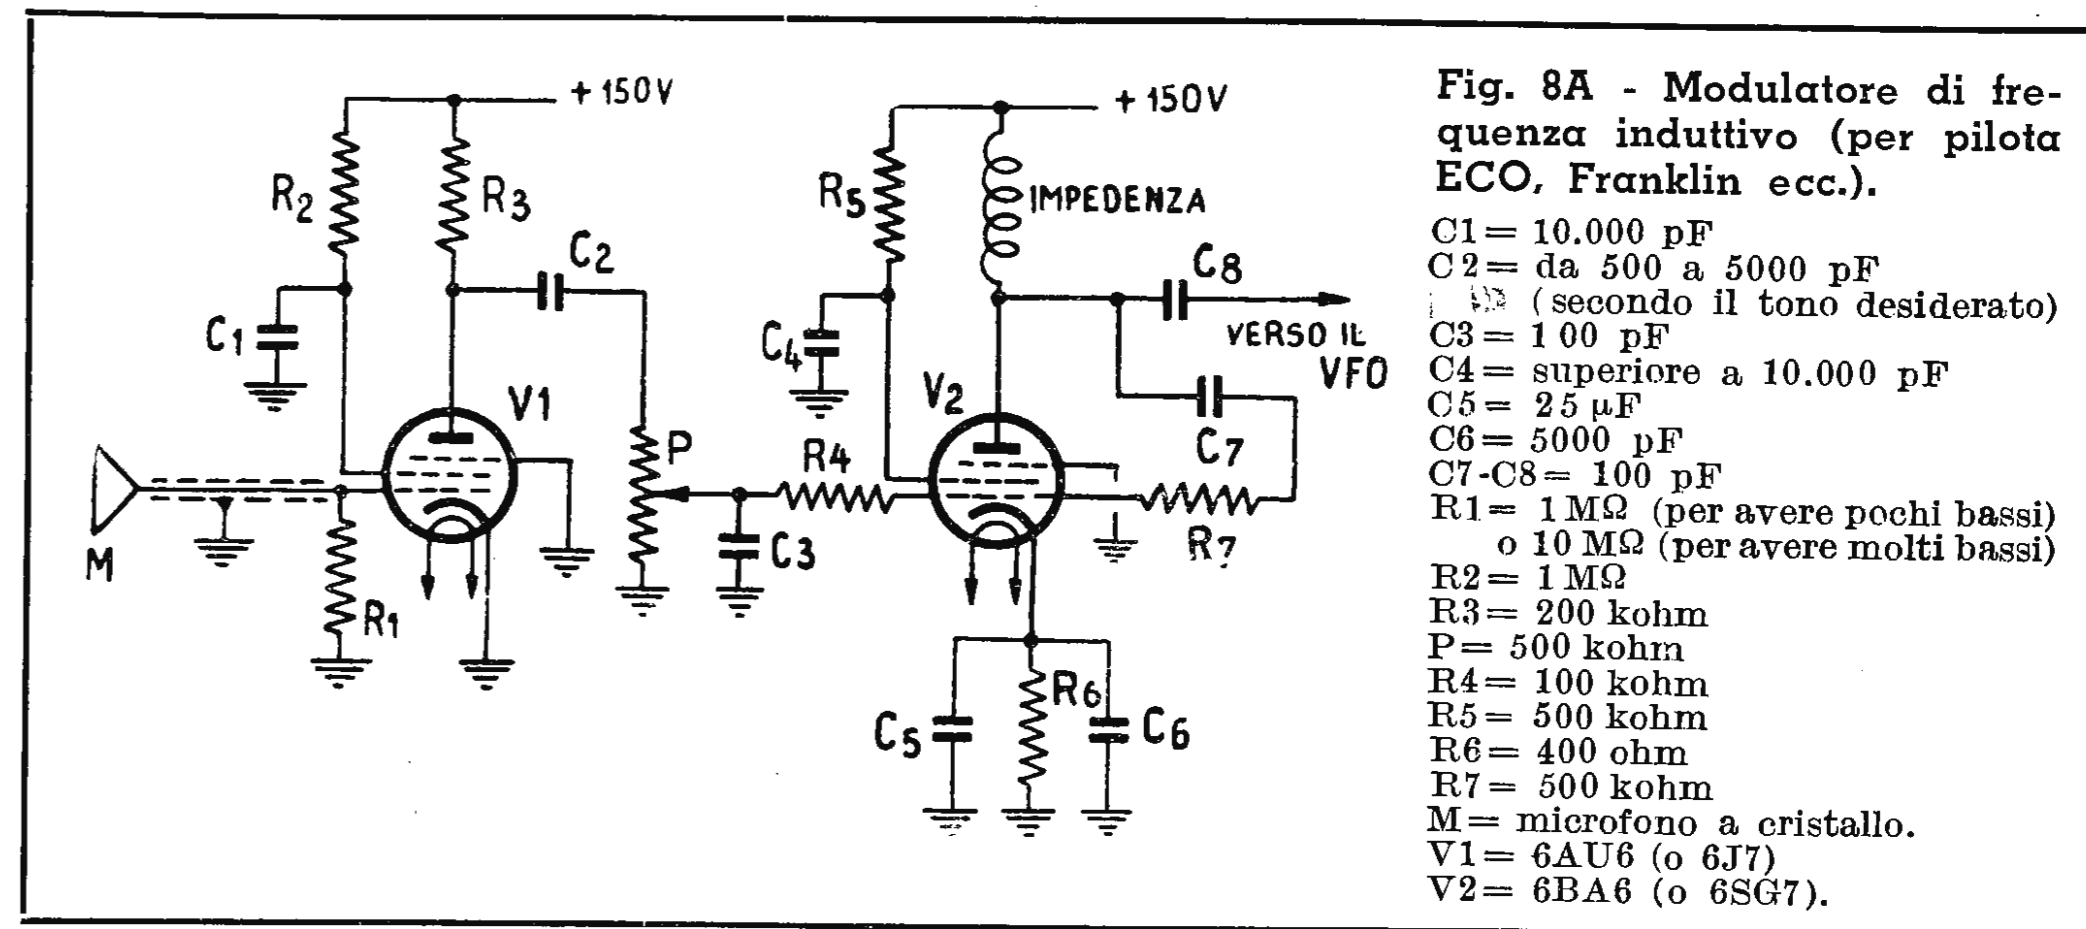 + 150 V
+ 150 V
R2
R3
R5
IMPEDENZA
C2
C8
C1
C4
VERSO IL
VFO
V1
V2
P
R4
C7
M
C3
R7
R1
R6
C5
C6
Fig. 8A - Modulatore di fre-
quenza induttivo (per pilota
ECO, Franklin ecc.).
C1= 10.000 pF
C2= da 500 a 5000 pF
(secondo il tono desiderato)
C3= 100 pF
C4= superiore a 10.000 pF
C5= 25 µF
C6= 5000 pF
C7-C8= 100 pF
R1= 1 MΩ (per avere pochi bassi)
o 10 MΩ (per avere molti bassi)
R2= 1 MΩ
R3= 200 kohm
P= 500 kohm
R4= 100 kohm
R5= 500 kohm
R6= 400 ohm
R7= 500 kohm
M= microfono a cristallo.
V1= 6AU6 (o 6J7)
V2= 6BA6 (o 6SG7).